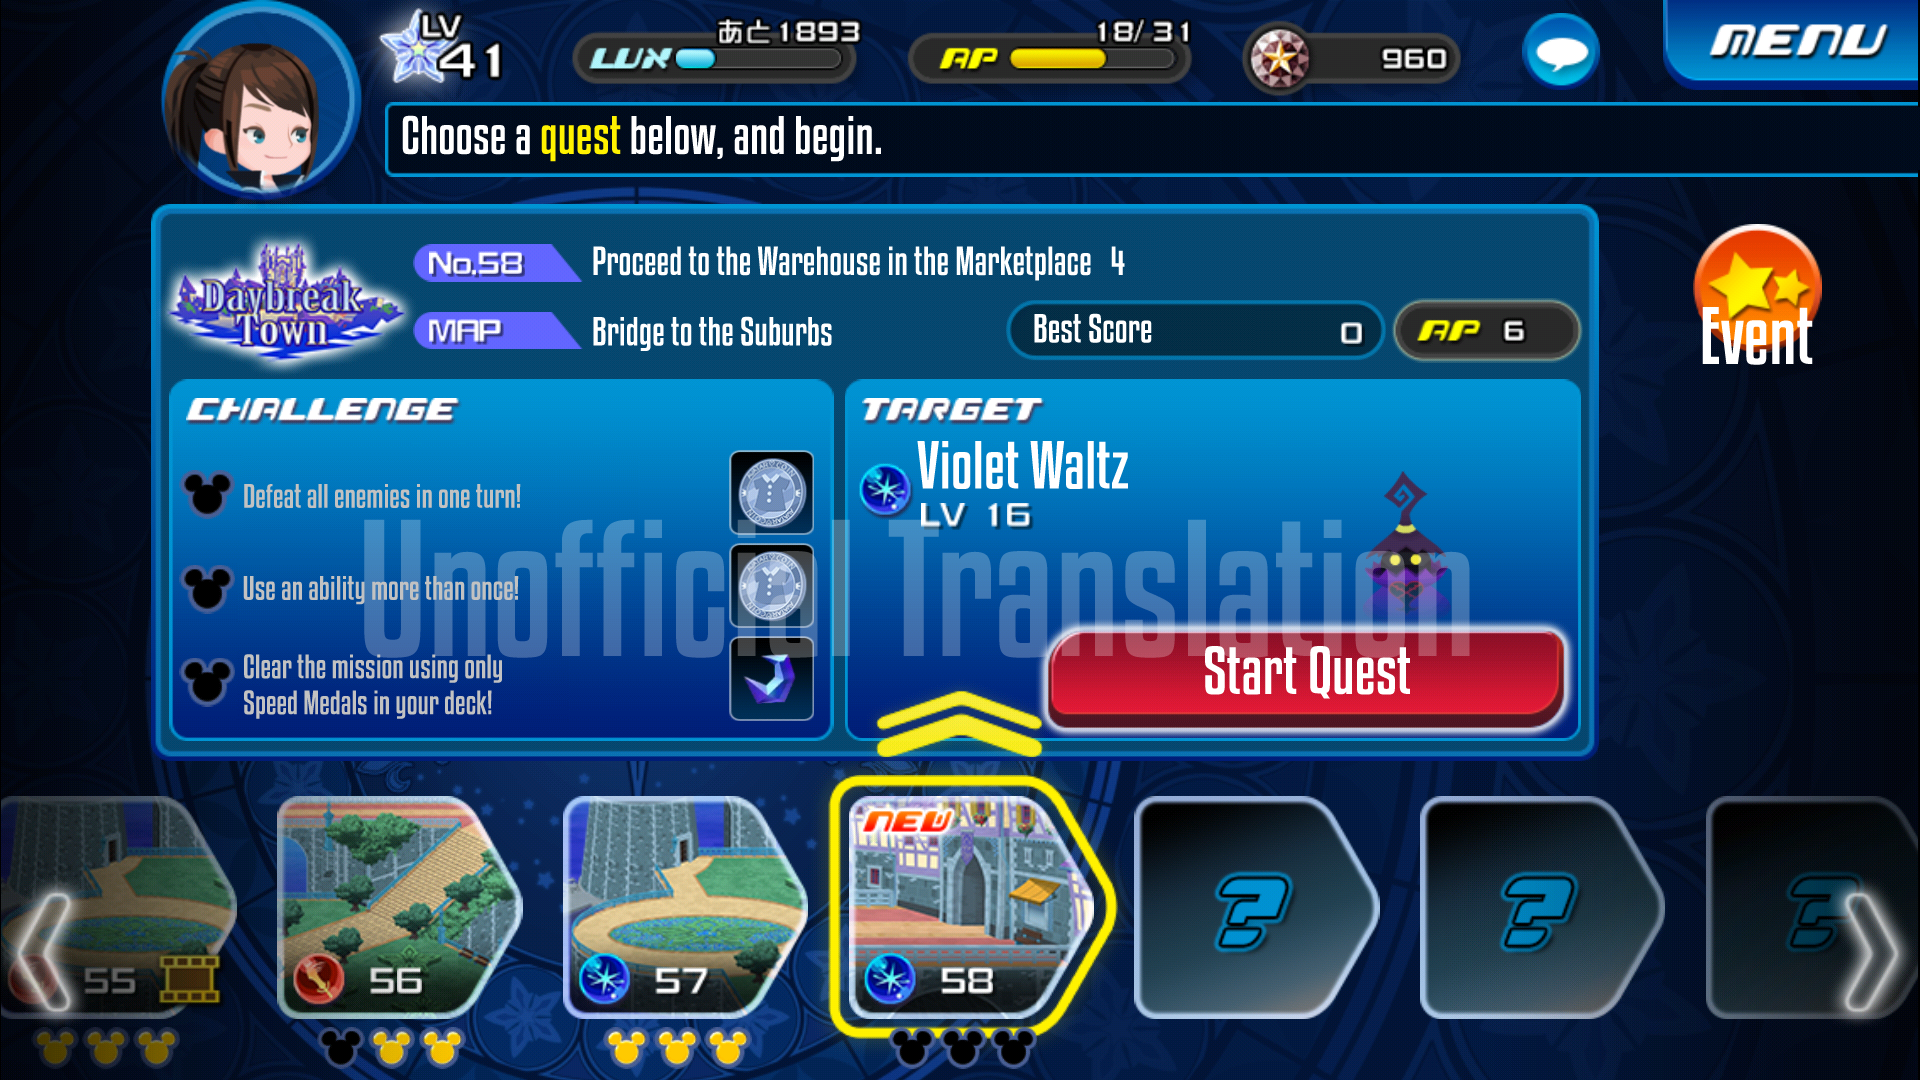 LV
41
LUX
あと1893
AP
18/31
960
MENU
Choose a quest below, and begin.
Daybreak
Town
No.58
Proceed to the Warehouse in the Marketplace 4
MAP
Bridge to the Suburbs
Best Score 0
AP 6
Event
CHALLENGE
Defeat all enemies in one turn!
Use an ability more than once!
Clear the mission using only
Speed Medals in your deck!
TARGET
Violet Waltz
LV 16
Unofficial Translation
Start Quest
55
56
57
NEW
58
?
?
?